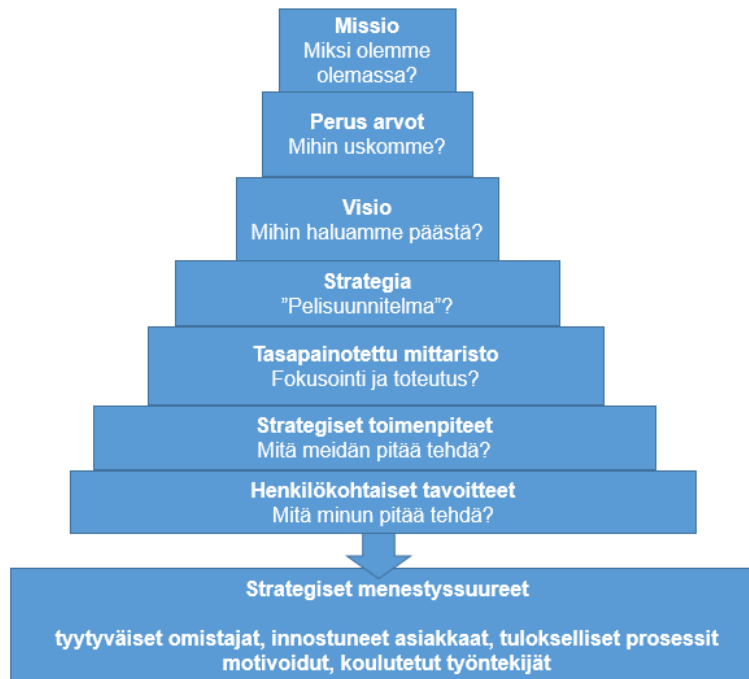 Missio
Miksi olemme
olemassa?
Perus arvot
Mihin uskomme?
Visio
Mihin haluamme päästä?
Strategia
”Pelisuunnitelma”?
Tasapainotettu mittaristo
Fokusointi ja toteutus?
Strategiset toimenpiteet
Mitä meidän pitää tehdä?
Henkilökohtaiset tavoitteet
Mitä minun pitää tehdä?
Strategiset menestyssuureet
tyytyväiset omistajat, innostuneet asiakkaat, tulokselliset prosessit
motivoidut, koulutetut työntekijät